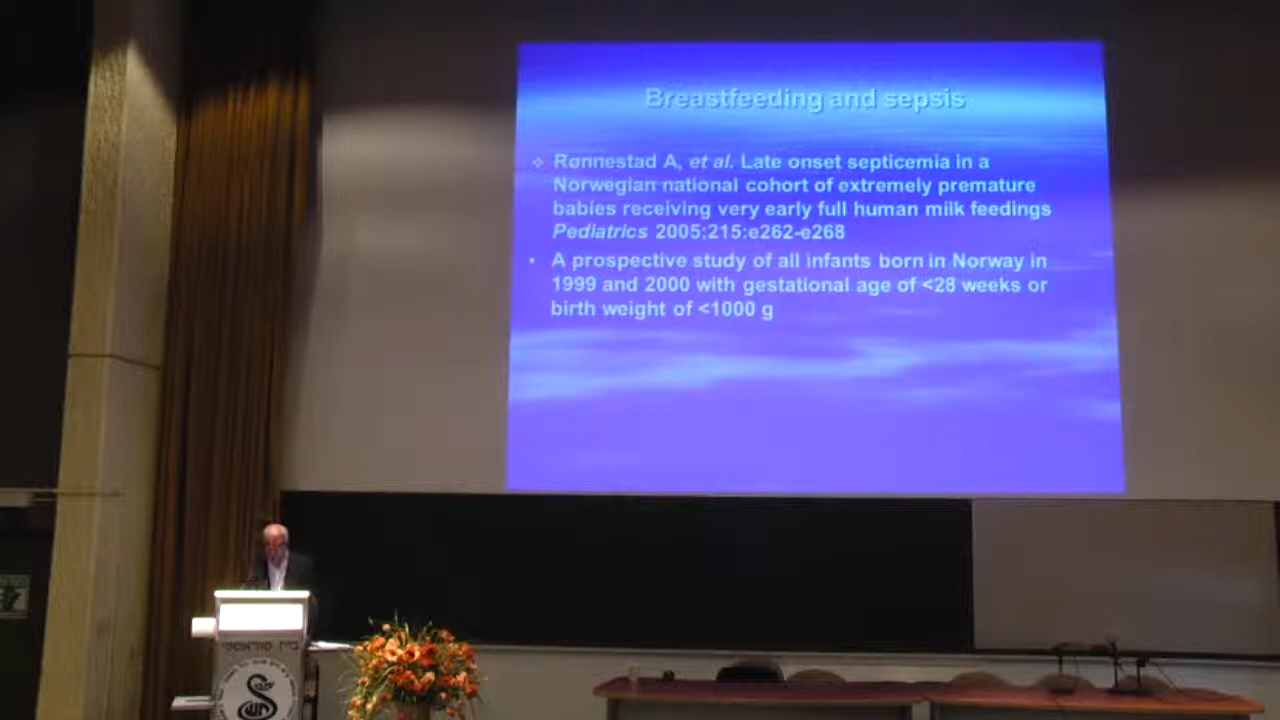 Breastfeeding and sepsis
❖ Rønnestad A, et al. Late onset septicemia in a
Norwegian national cohort of extremely premature
babies receiving very early full human milk feedings
Pediatrics 2005;215:e262-e268
• A prospective study of all infants born in Norway in
1999 and 2000 with gestational age of <28 weeks or
birth weight of <1000 g
בית סוראסקי